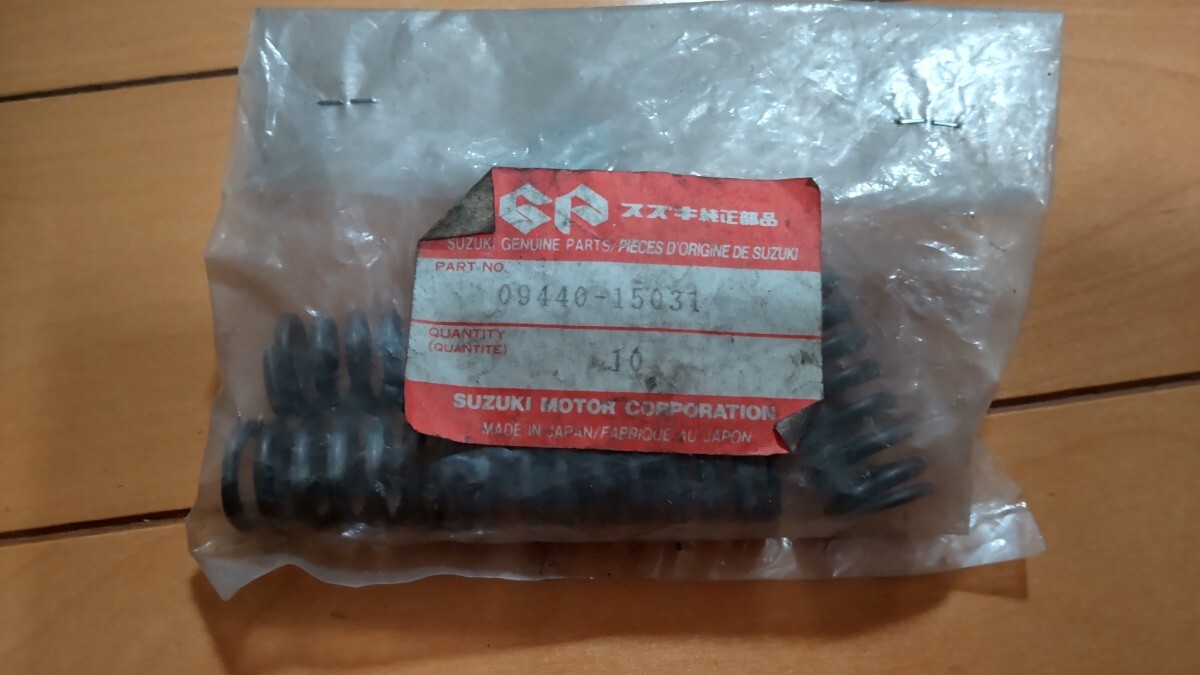 GP スズキ純正部品
SUZUKI GENUINE PARTS/PIECES D'ORIGINE DE SUZUKI
PART NO.
09440-15031
QUANTITY
(QUANTITE)
10
SUZUKI MOTOR CORPORATION
MADE IN JAPAN/FABRIQUE AU JAPON